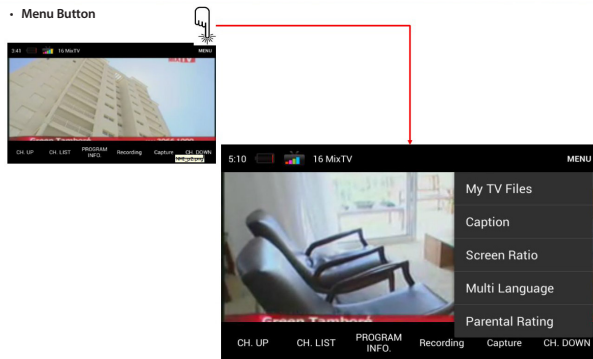 • Menu Button
3:41 16 MixTV MENU
Green Tamboré
CH. UP CH. LIST PROGRAM INFO. Recording Capture CH. DOWN
5:10 16 MixTV MENU
My TV Files
Caption
Screen Ratio
Multi Language
Parental Rating
Green Tamboré
CH. UP CH. LIST PROGRAM INFO. Recording Capture CH. DOWN